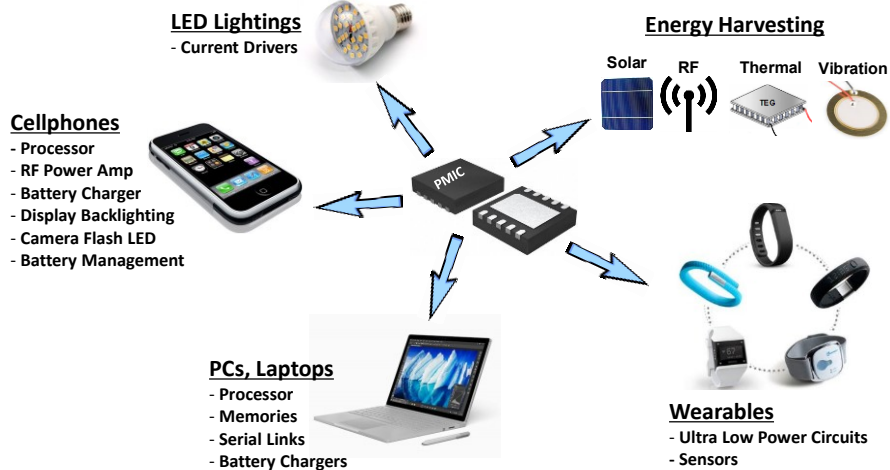 LED Lightings
- Current Drivers
Energy Harvesting
Solar
RF
Thermal
Vibration
TEG
Cellphones
- Processor
- RF Power Amp
- Battery Charger
- Display Backlighting
- Camera Flash LED
- Battery Management
PMIC
PCs, Laptops
- Processor
- Memories
- Serial Links
- Battery Chargers
Wearables
- Ultra Low Power Circuits
- Sensors